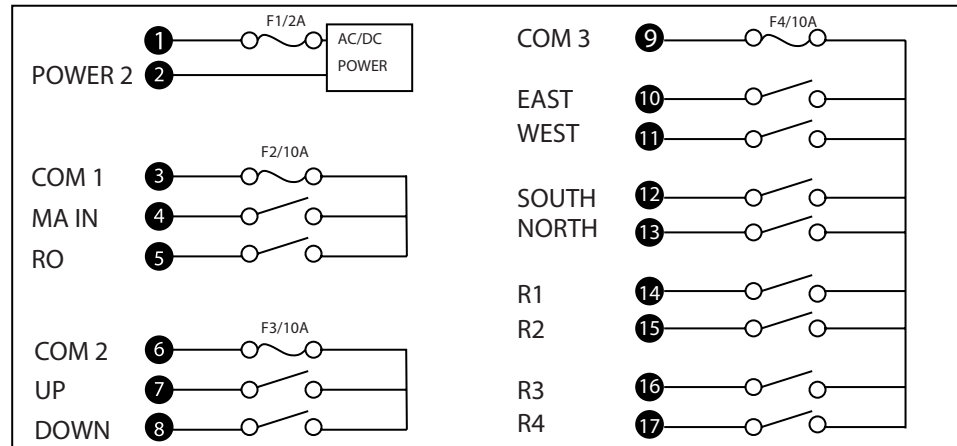 F1/2A
1
AC/DC
POWER 2
2
POWER
F2/10A
COM 1
3
MA IN
4
RO
5
F3/10A
COM 2
6
UP
7
DOWN
8
F4/10A
COM 3
9
EAST
10
WEST
11
SOUTH
12
NORTH
13
R1
14
R2
15
R3
16
R4
17